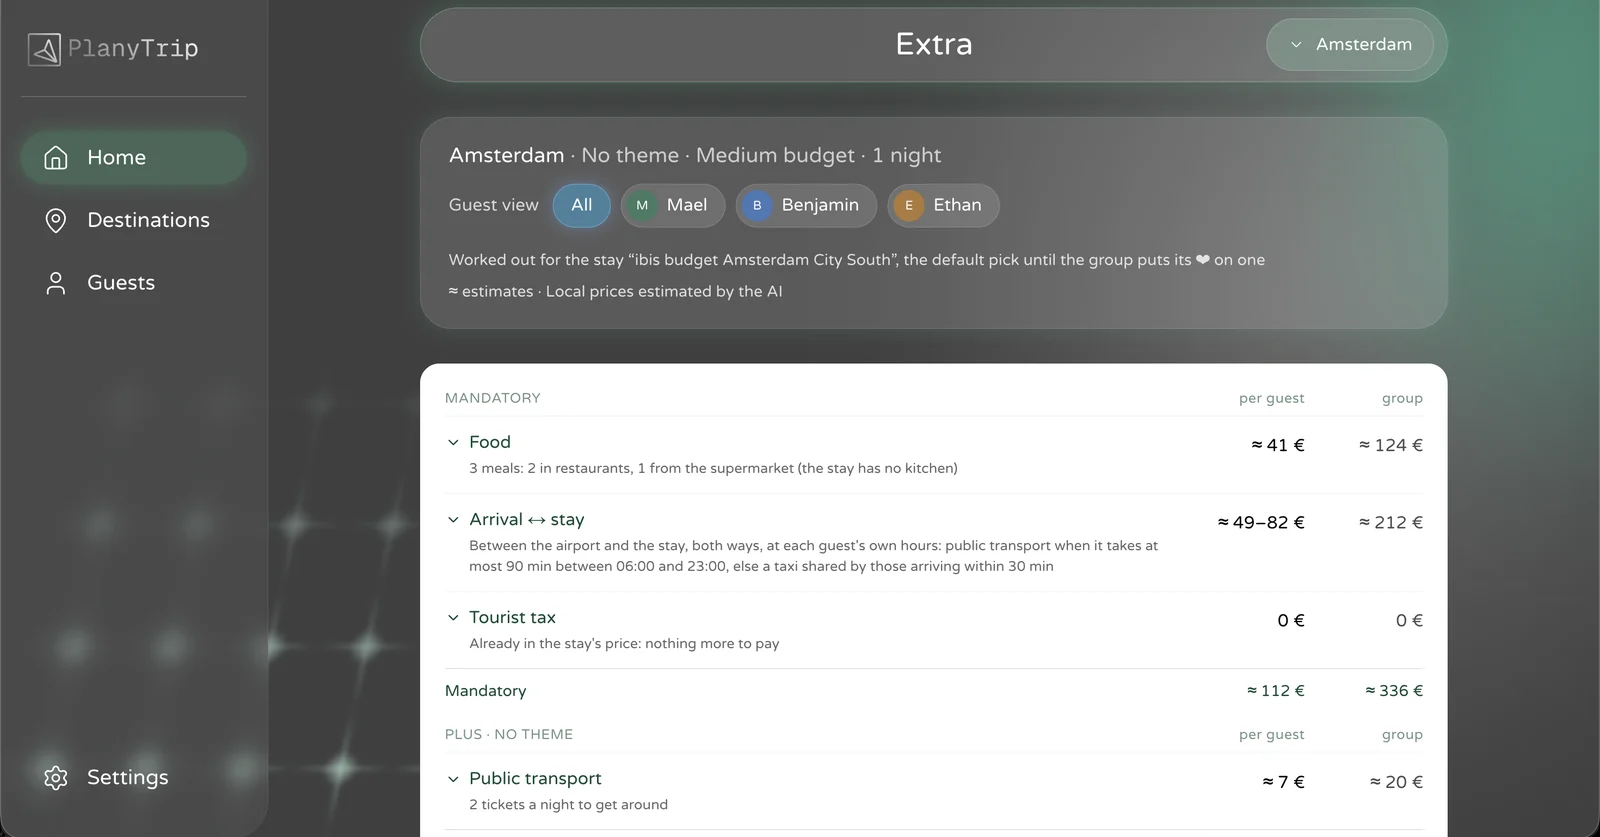 PlanyTrip
Home
Destinations
Guests
Settings
Extra
Amsterdam
Amsterdam · No theme · Medium budget · 1 night
Guest view All M Mael B Benjamin E Ethan
Worked out for the stay “ibis budget Amsterdam City South”, the default pick until the group puts its ❤ on one
≈ estimates · Local prices estimated by the AI
MANDATORY per guest group
Food ≈ 41 € ≈ 124 €
3 meals: 2 in restaurants, 1 from the supermarket (the stay has no kitchen)
Arrival ↔ stay ≈ 49–82 € ≈ 212 €
Between the airport and the stay, both ways, at each guest's own hours: public transport when it takes at
most 90 min between 06:00 and 23:00, else a taxi shared by those arriving within 30 min
Tourist tax 0 € 0 €
Already in the stay's price: nothing more to pay
Mandatory ≈ 112 € ≈ 336 €
PLUS · NO THEME per guest group
Public transport ≈ 7 € ≈ 20 €
2 tickets a night to get around